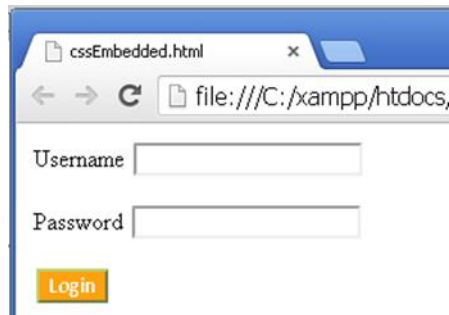 cssEmbedded.html
file:///C:/xampp/htdocs/
Username
Password
Login